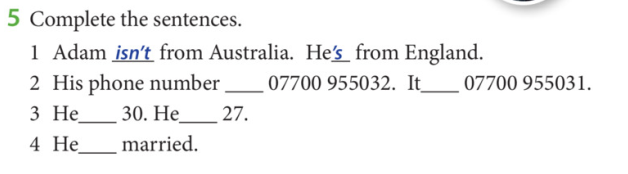 5 Complete the sentences.
1 Adam isn't from Australia. He's from England.
2 His phone number ____ 07700 955032. It____ 07700 955031.
3 He____ 30. He____ 27.
4 He____ married.